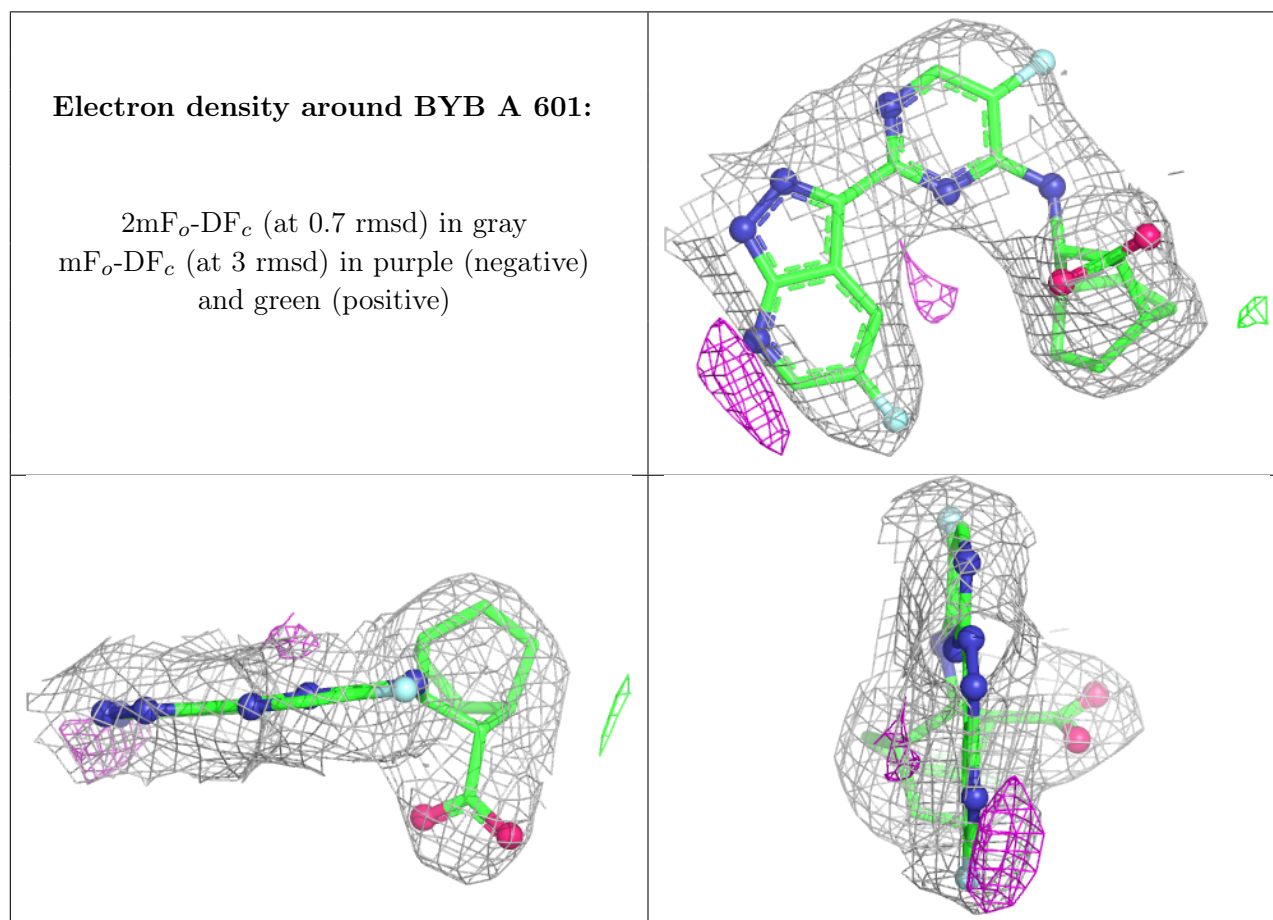 Electron density around BYB A 601:
2mFo-DFc (at 0.7 rmsd) in gray
mFo-DFc (at 3 rmsd) in purple (negative)
and green (positive)